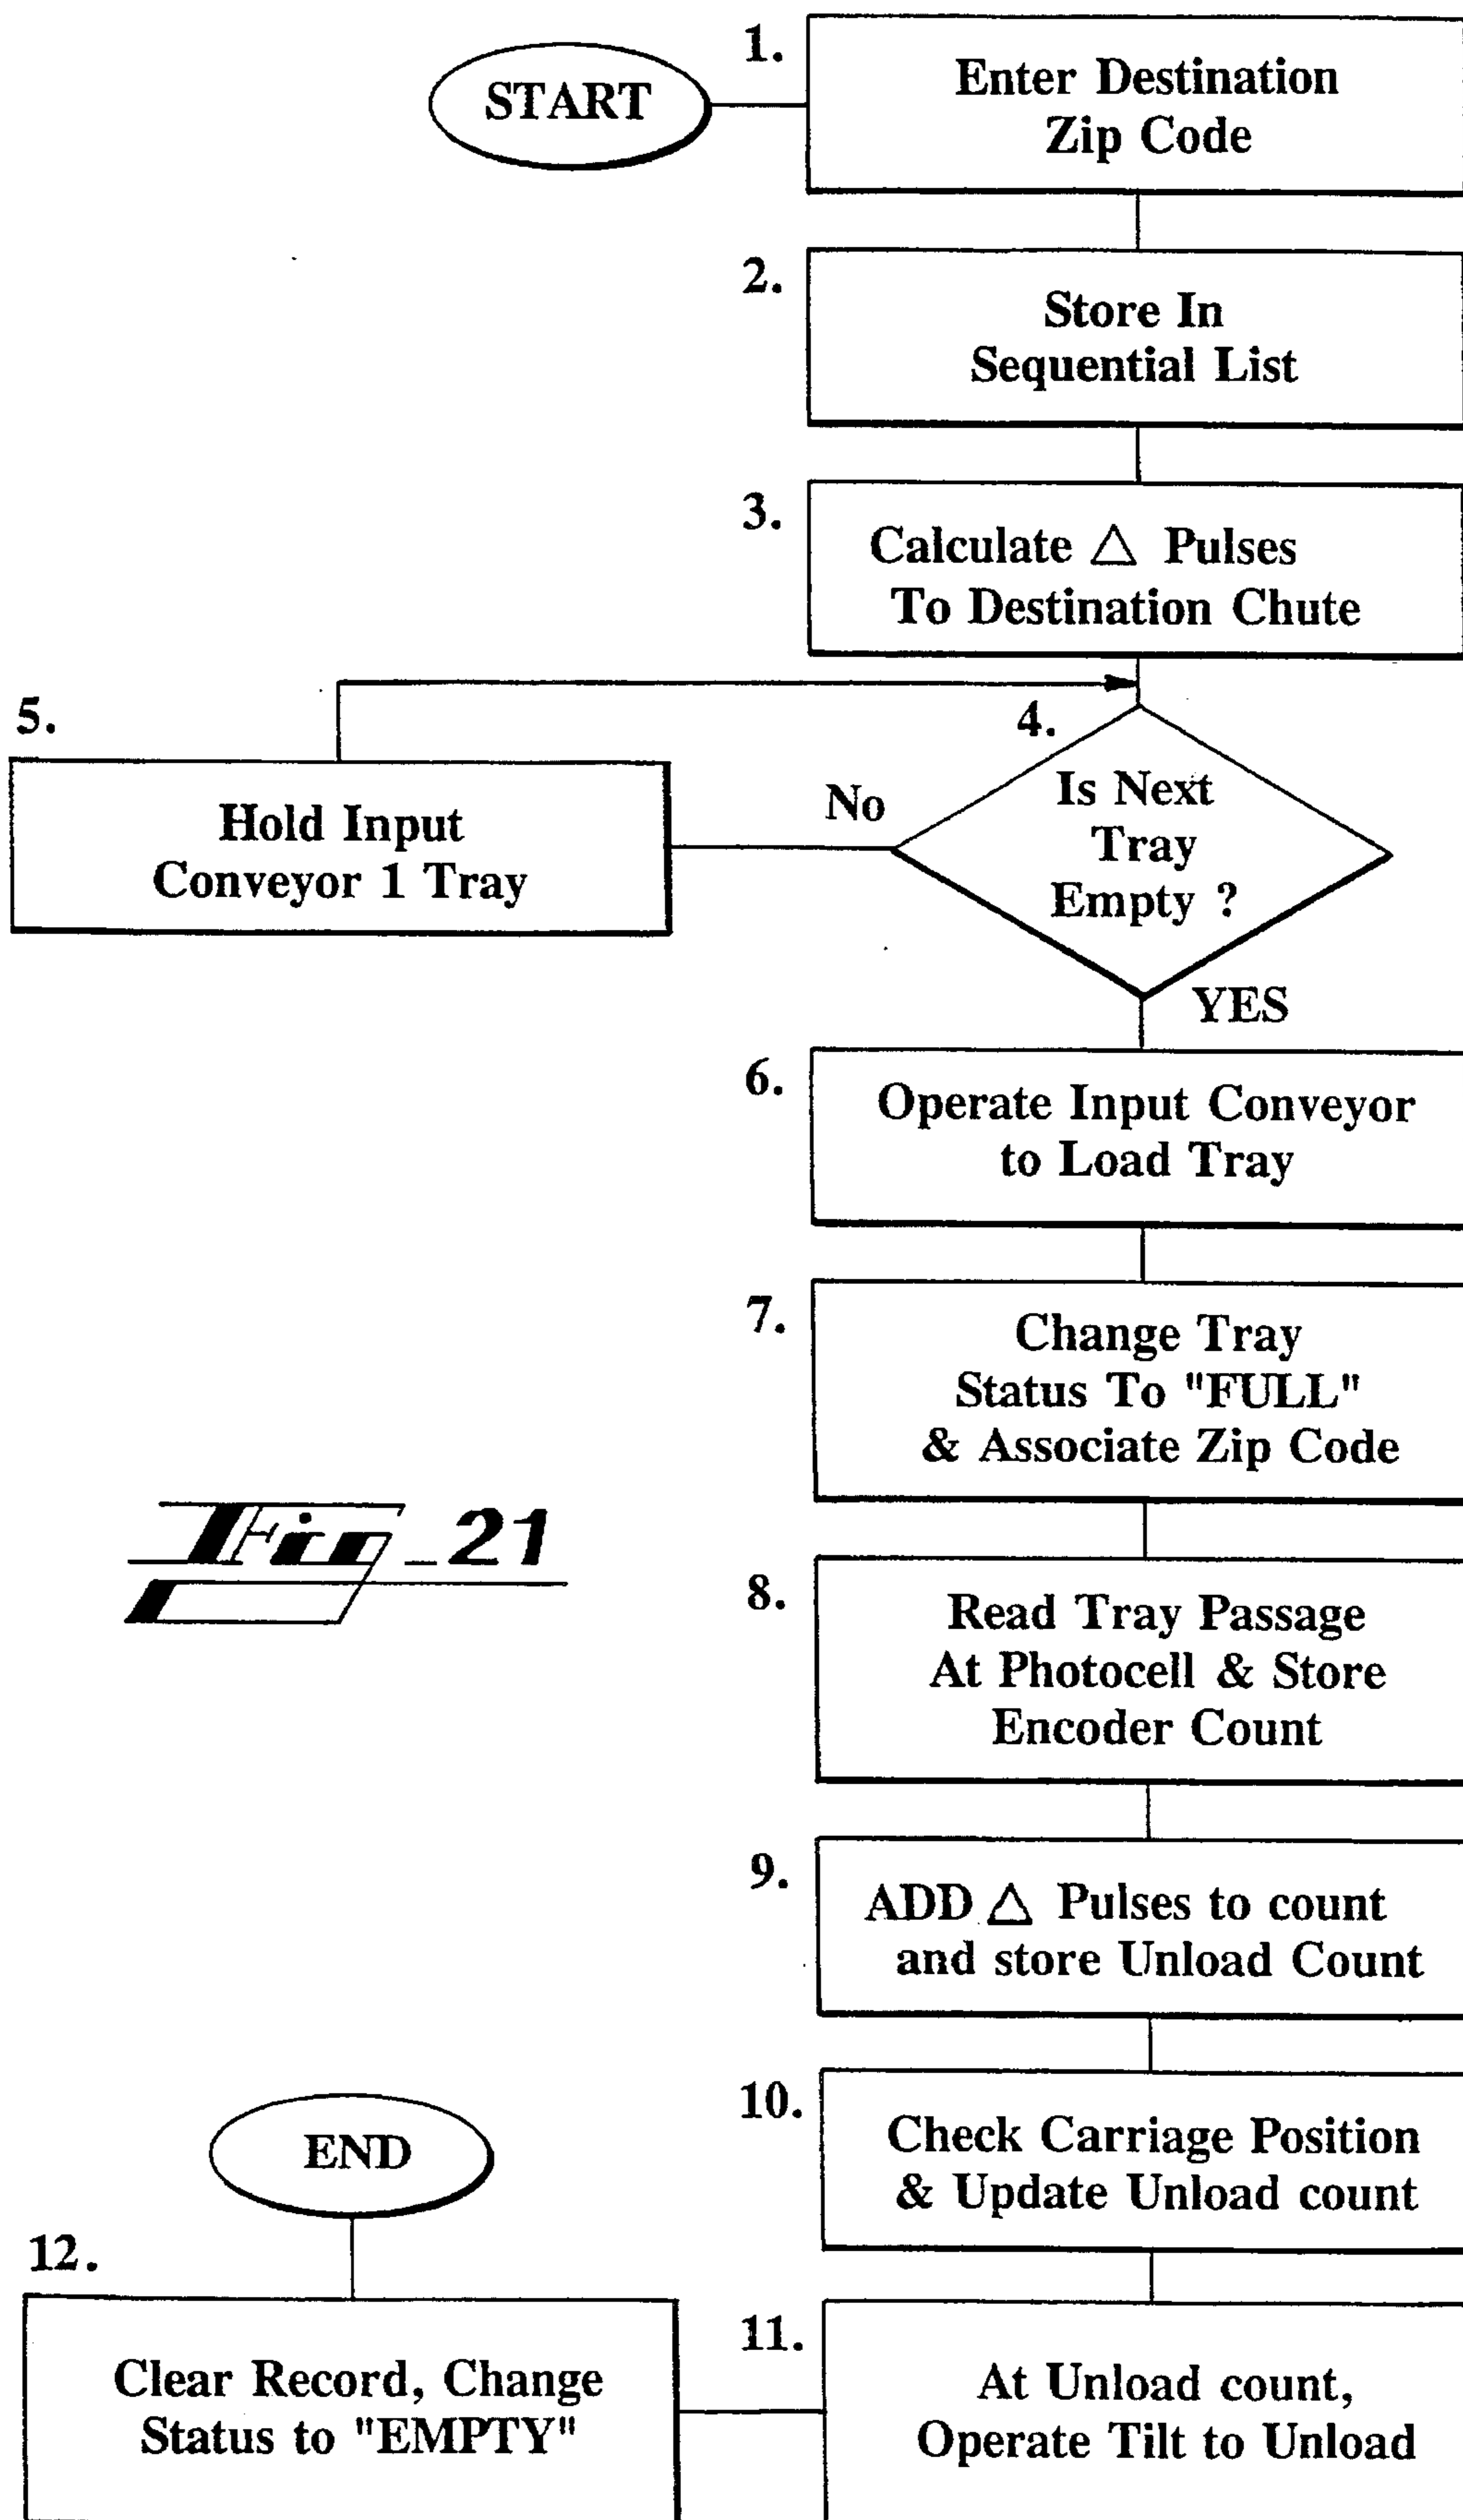 START
1.
Enter Destination
Zip Code
2.
Store In
Sequential List
3.
Calculate △ Pulses
To Destination Chute
4.
Is Next
Tray
Empty ?
No
5.
Hold Input
Conveyor 1 Tray
YES
6.
Operate Input Conveyor
to Load Tray
7.
Change Tray
Status To "FULL"
& Associate Zip Code
8.
Read Tray Passage
At Photocell & Store
Encoder Count
9.
ADD △ Pulses to count
and store Unload Count
10.
Check Carriage Position
& Update Unload count
11.
At Unload count,
Operate Tilt to Unload
12.
Clear Record, Change
Status to "EMPTY"
END
Fig_21